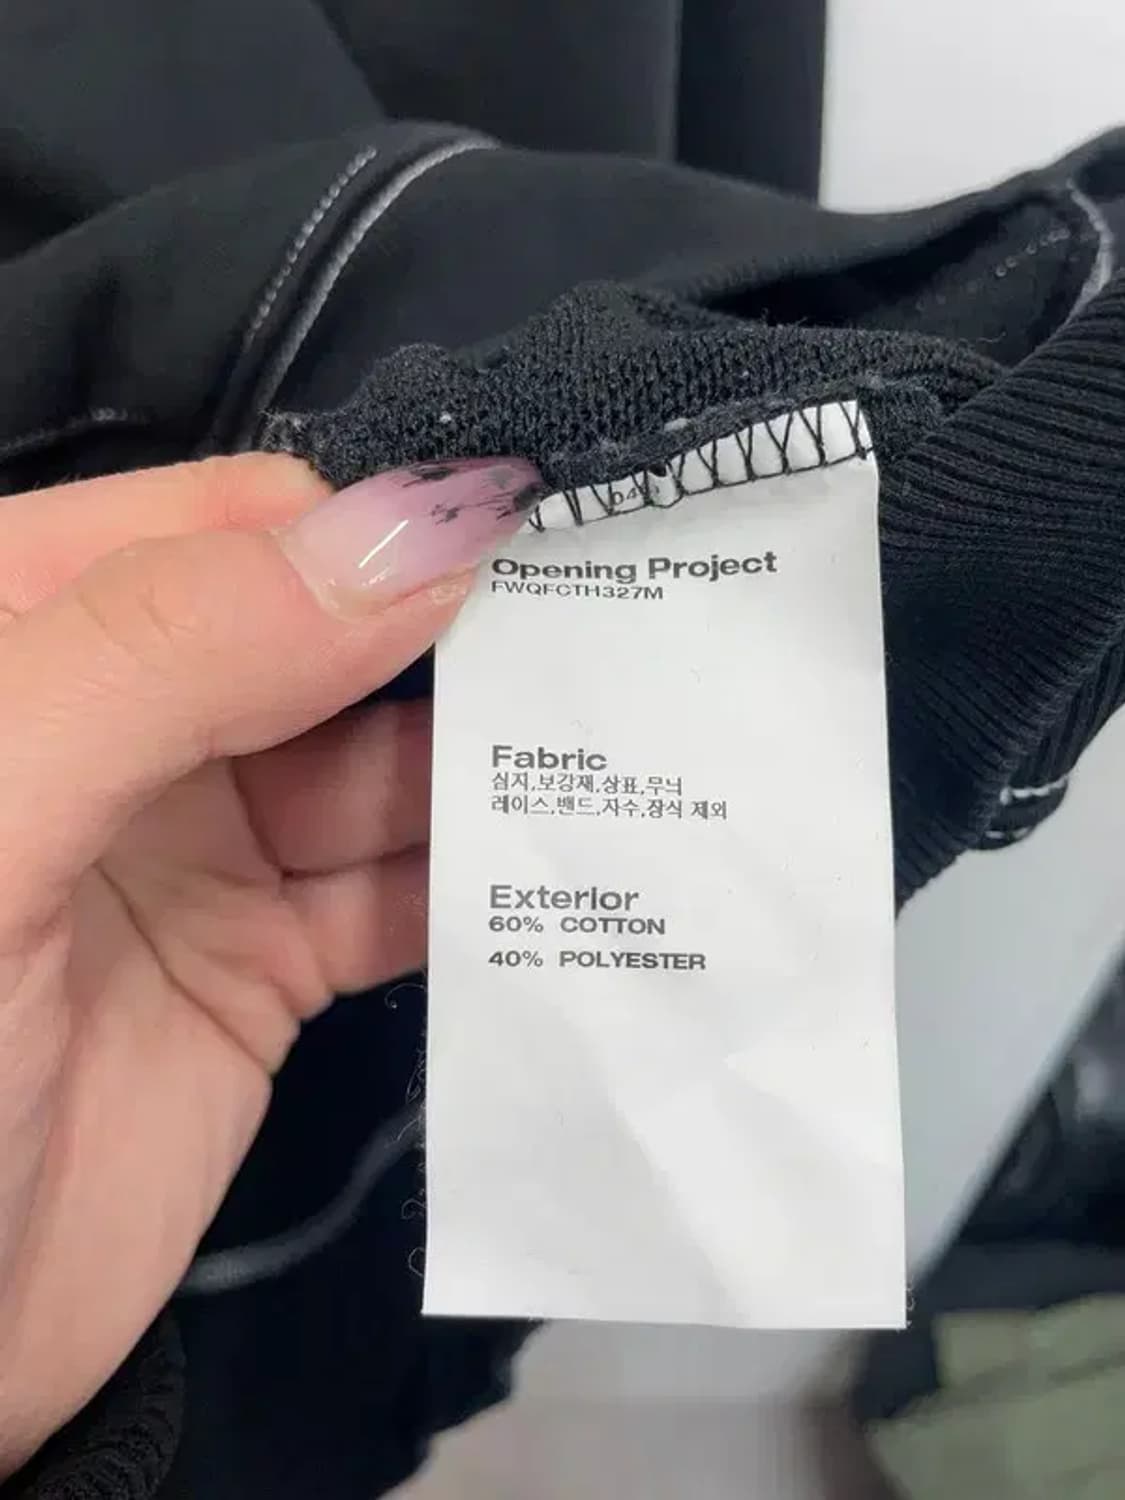 Opening Project
FWQFCTH327M
Fabric
심지,보강재,상표,무늬
레이스,밴드,자수,장식 제외
Exterior
60% COTTON
40% POLYESTER